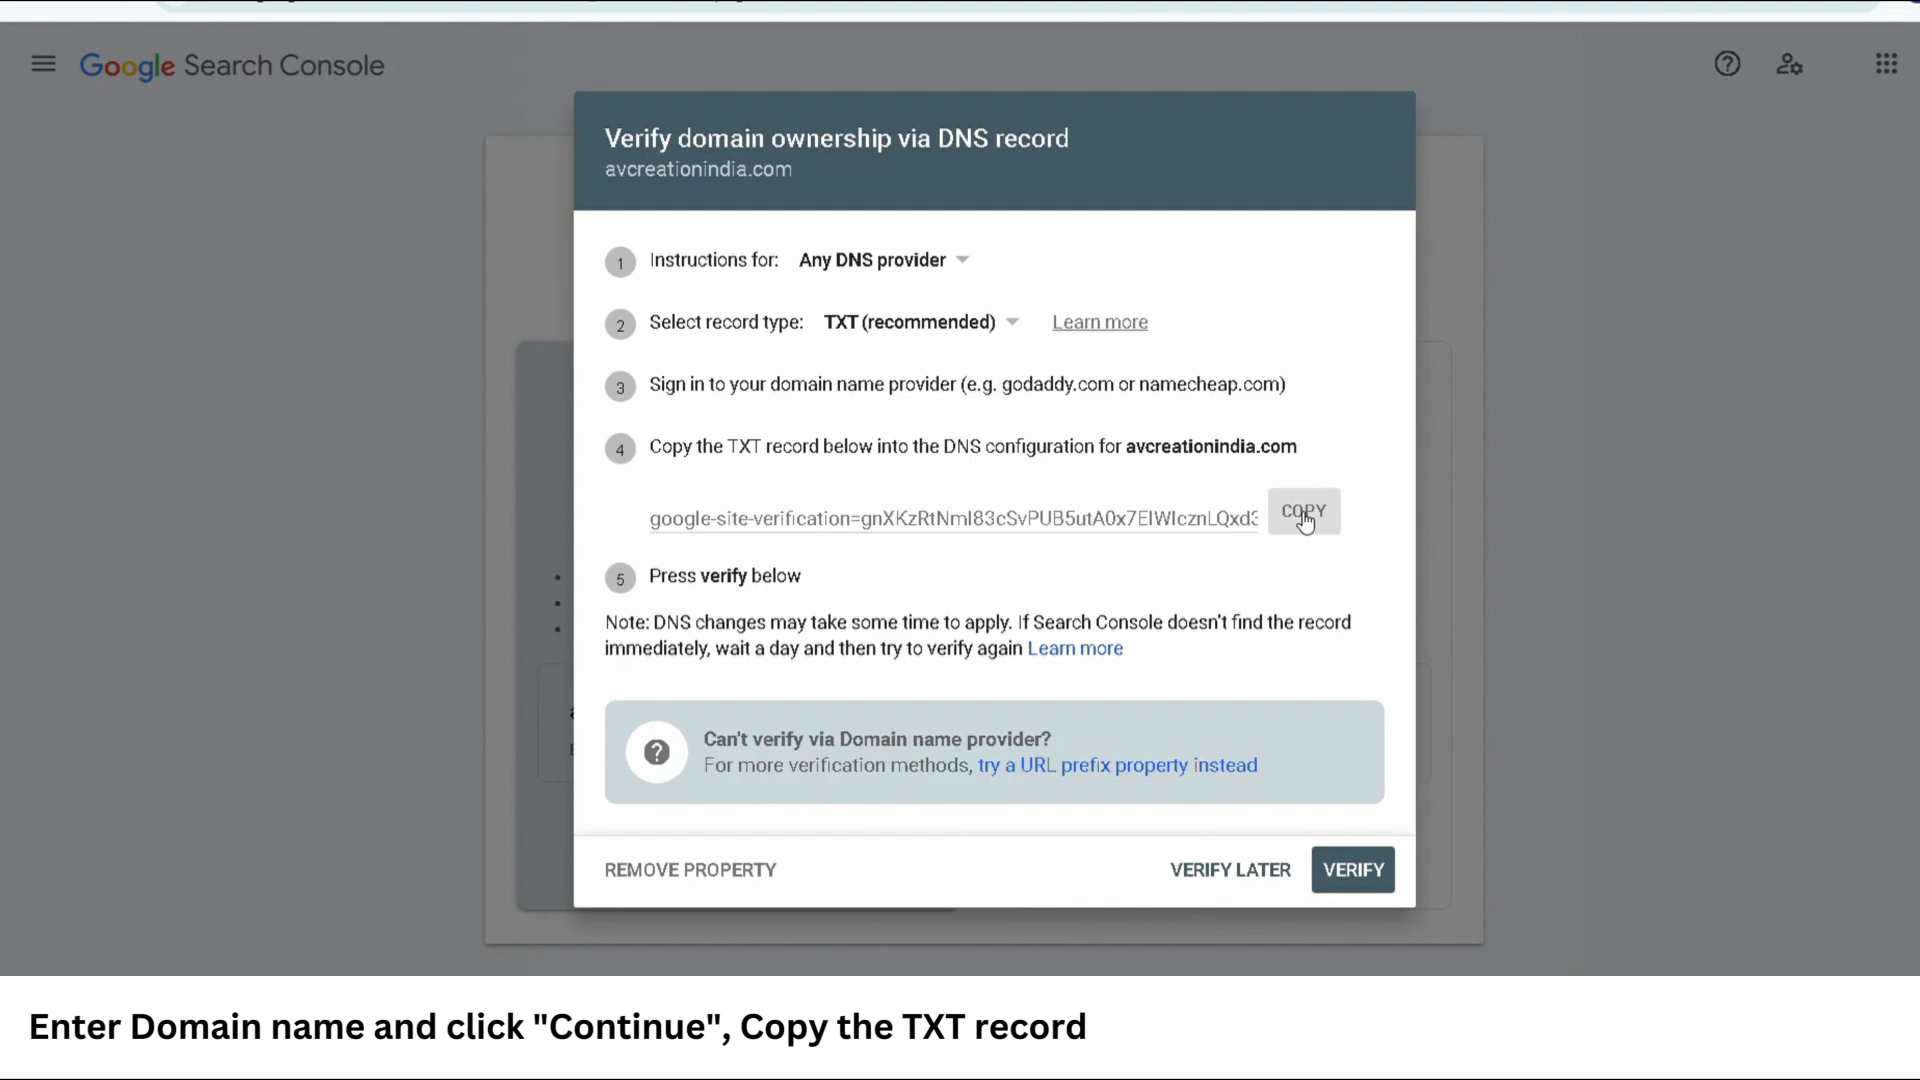 Google Search Console
Verify domain ownership via DNS record
avcreationindia.com
1 Instructions for: Any DNS provider
2 Select record type: TXT (recommended) Learn more
3 Sign in to your domain name provider (e.g. godaddy.com or namecheap.com)
4 Copy the TXT record below into the DNS configuration for avcreationindia.com
google-site-verification=gnXKzRtNmI83cSvPUB5utA0x7EIWIcznLQxd3
COPY
5 Press verify below
Note: DNS changes may take some time to apply. If Search Console doesn't find the record
immediately, wait a day and then try to verify again Learn more
Can't verify via Domain name provider?
For more verification methods, try a URL prefix property instead
REMOVE PROPERTY
VERIFY LATER
VERIFY
Enter Domain name and click "Continue", Copy the TXT record